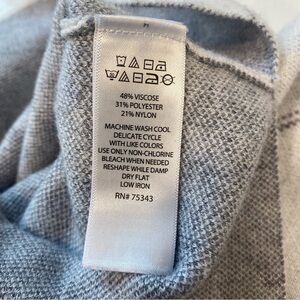 48% VISCOSE
31% POLYESTER
21% NYLON
MACHINE WASH COOL
DELICATE CYCLE
WITH LIKE COLORS
USE ONLY NON-CHLORINE
BLEACH WHEN NEEDED
RESHAPE WHILE DAMP
DRY FLAT
LOW IRON
RN# 75343